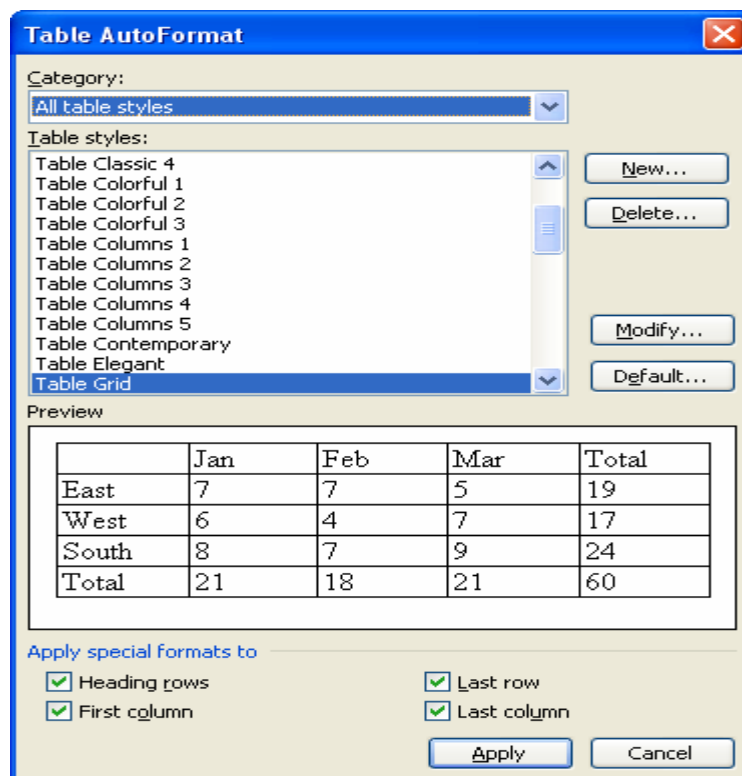 Table AutoFormat
Category:
All table styles
Table styles:
Table Classic 4
Table Colorful 1
Table Colorful 2
Table Colorful 3
Table Columns 1
Table Columns 2
Table Columns 3
Table Columns 4
Table Columns 5
Table Contemporary
Table Elegant
Table Grid
New...
Delete...
Modify...
Default...
Preview
Jan Feb Mar Total
East 7 7 5 19
West 6 4 7 17
South 8 7 9 24
Total 21 18 21 60
Apply special formats to
Heading rows Last row
First column Last column
Apply Cancel